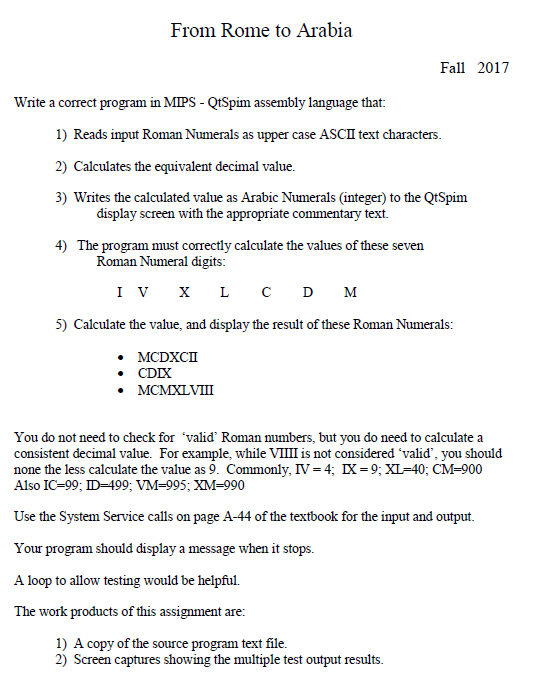 From Rome to Arabia
Fall 2017
Write a correct program in MIPS - QtSpim assembly language that:
1) Reads input Roman Numerals as upper case ASCII text characters.
2) Calculates the equivalent decimal value.
3) Writes the calculated value as Arabic Numerals (integer) to the QtSpim
display screen with the appropriate commentary text.
4) The program must correctly calculate the values of these seven
Roman Numeral digits:
I V X L C D M
5) Calculate the value, and display the result of these Roman Numerals:
• MCDXCII
• CDIX
• MCMXLVIII
You do not need to check for ‘valid’ Roman numbers, but you do need to calculate a
consistent decimal value. For example, while VIIII is not considered ‘valid’, you should
none the less calculate the value as 9. Commonly, IV = 4; IX = 9; XL=40; CM=900
Also IC=99; ID=499; VM=995; XM=990
Use the System Service calls on page A-44 of the textbook for the input and output.
Your program should display a message when it stops.
A loop to allow testing would be helpful.
The work products of this assignment are:
1) A copy of the source program text file.
2) Screen captures showing the multiple test output results.